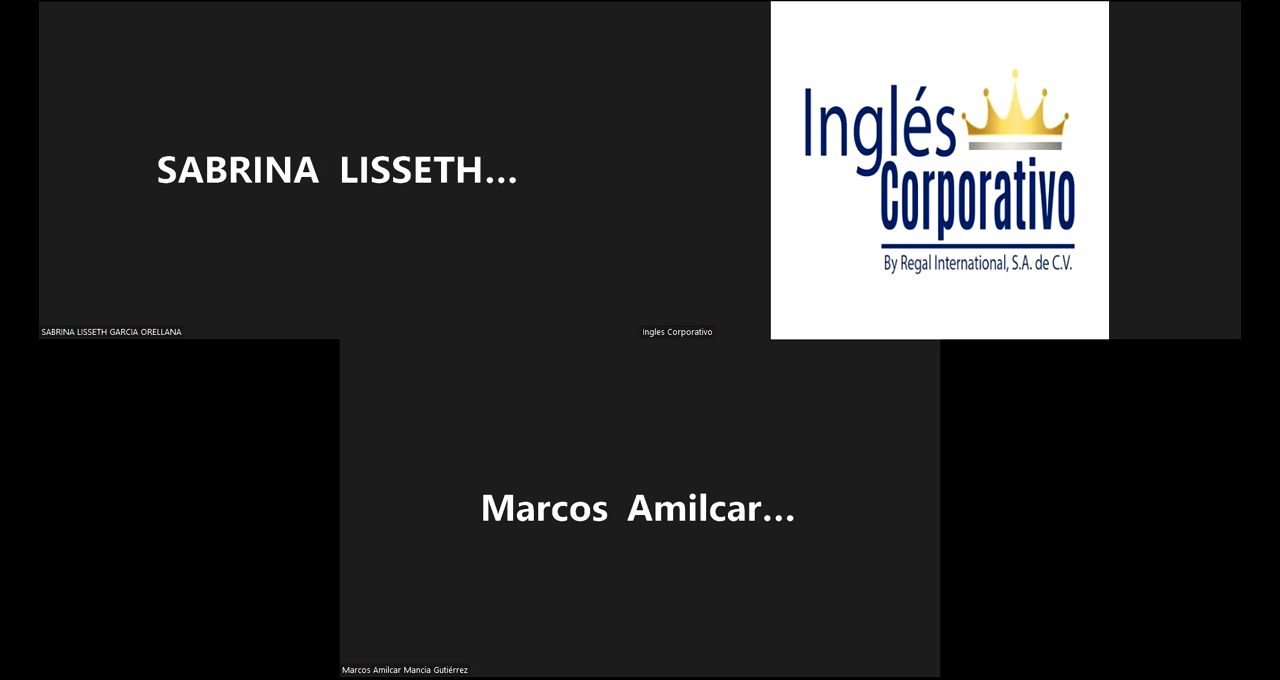 SABRINA LISSETH...
SABRINA LISSETH GARCIA ORELLANA
Inglés
Corporativo
By Regal International, S.A. de C.V.
Ingles Corporativo
Marcos Amilcar...
Marcos Amilcar Mancia Gutiérrez